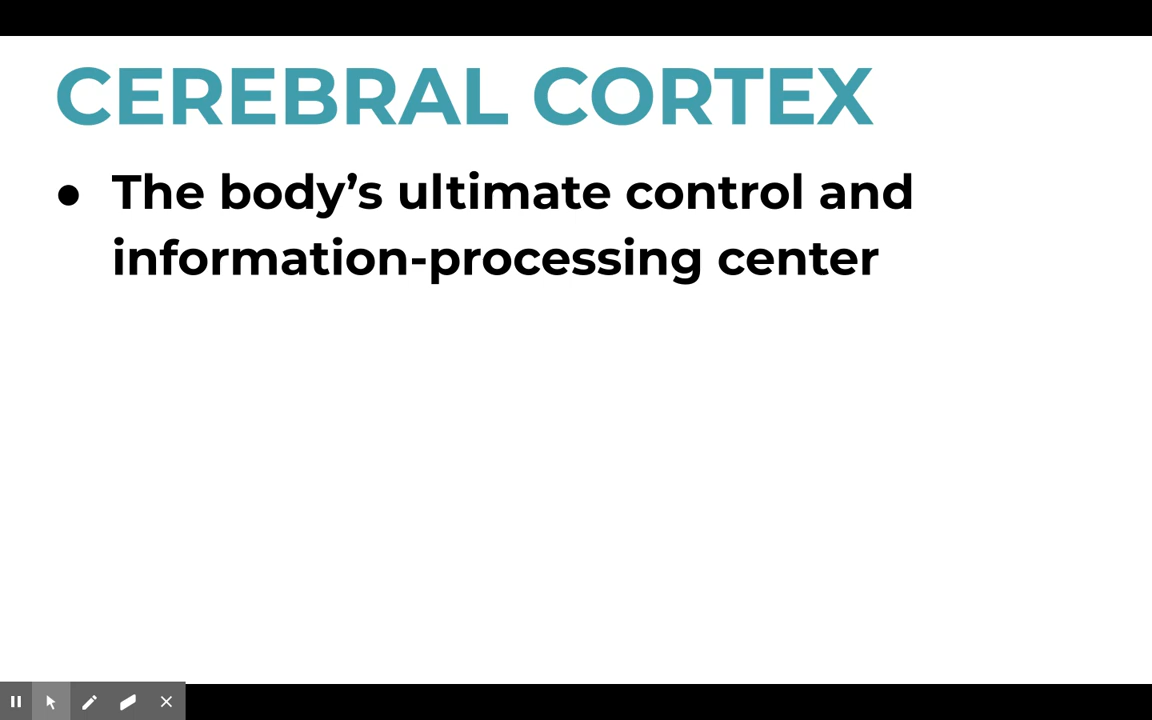 CEREBRAL CORTEX
● The body’s ultimate control and
information-processing center